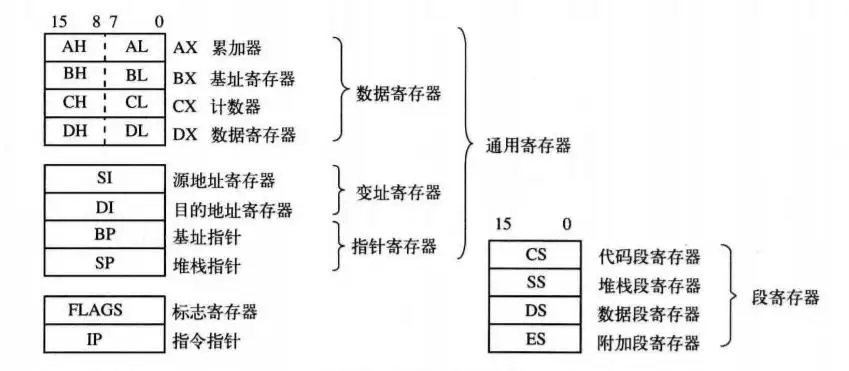 15 8 7 0
AH AL AX 累加器
BH BL BX 基址寄存器
CH CL CX 计数器
DH DL DX 数据寄存器
数据寄存器
SI 源地址寄存器
DI 目的地址寄存器
变址寄存器
BP 基址指针
SP 堆栈指针
指针寄存器
通用寄存器
FLAGS 标志寄存器
IP 指令指针
15 0
CS 代码段寄存器
SS 堆栈段寄存器
DS 数据段寄存器
ES 附加段寄存器
段寄存器